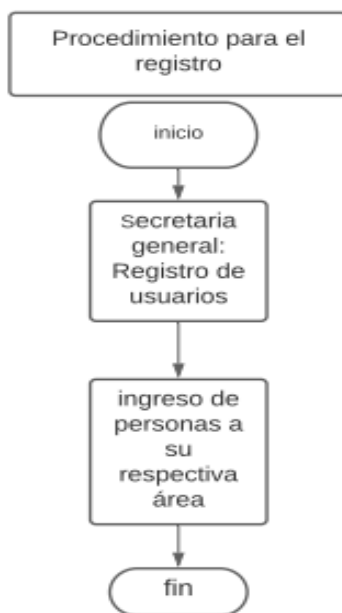 Procedimiento para el
registro
inicio
Secretaria
general:
Registro de
usuarios
ingreso de
personas a
su
respectiva
área
fin